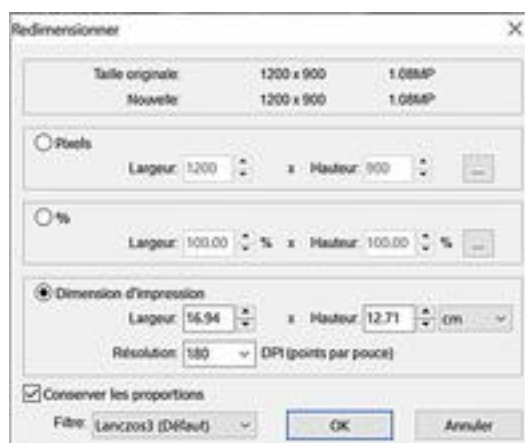 Redimensionner
Taille originale: 1200 x 900 1.08MP
Nouvelle: 1200 x 900 1.08MP
Pixels
Largeur: 1200 x Hauteur: 900 ...
%
Largeur: 100.00 % x Hauteur: 100.00 % ...
Dimension d'impression
Largeur: 16.94 x Hauteur: 12.71 cm
Résolution: 180 DPI (points par pouce)
Conserver les proportions
Filtre: Lanczos3 (Défaut) OK Annuler